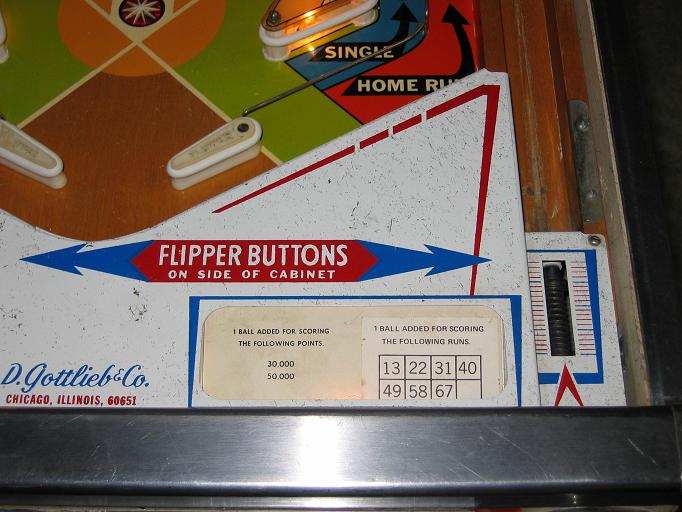 SINGLE
HOME RU
FLIPPER BUTTONS
ON SIDE OF CABINET
1 BALL ADDED FOR SCORING
THE FOLLOWING POINTS.
30,000
50,000
1 BALL ADDED FOR SCORING
THE FOLLOWING RUNS.
13 22 31 40
49 58 67
D. Gottlieb & Co.
CHICAGO, ILLINOIS, 60651